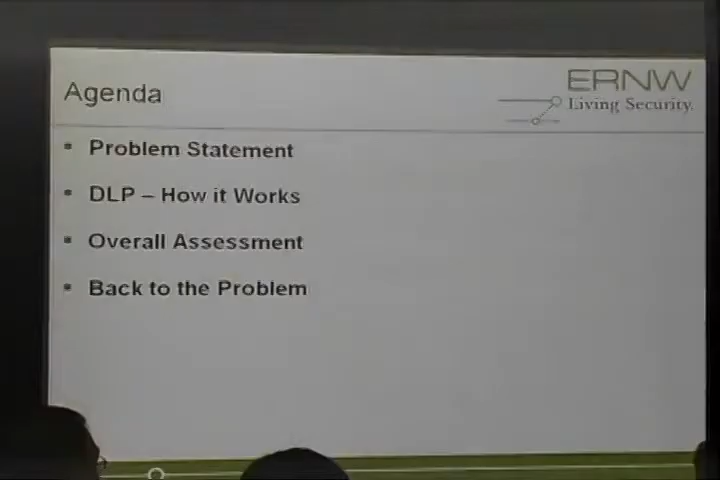 Agenda
ERNW
Living Security.
▪ Problem Statement
▪ DLP – How it Works
▪ Overall Assessment
▪ Back to the Problem